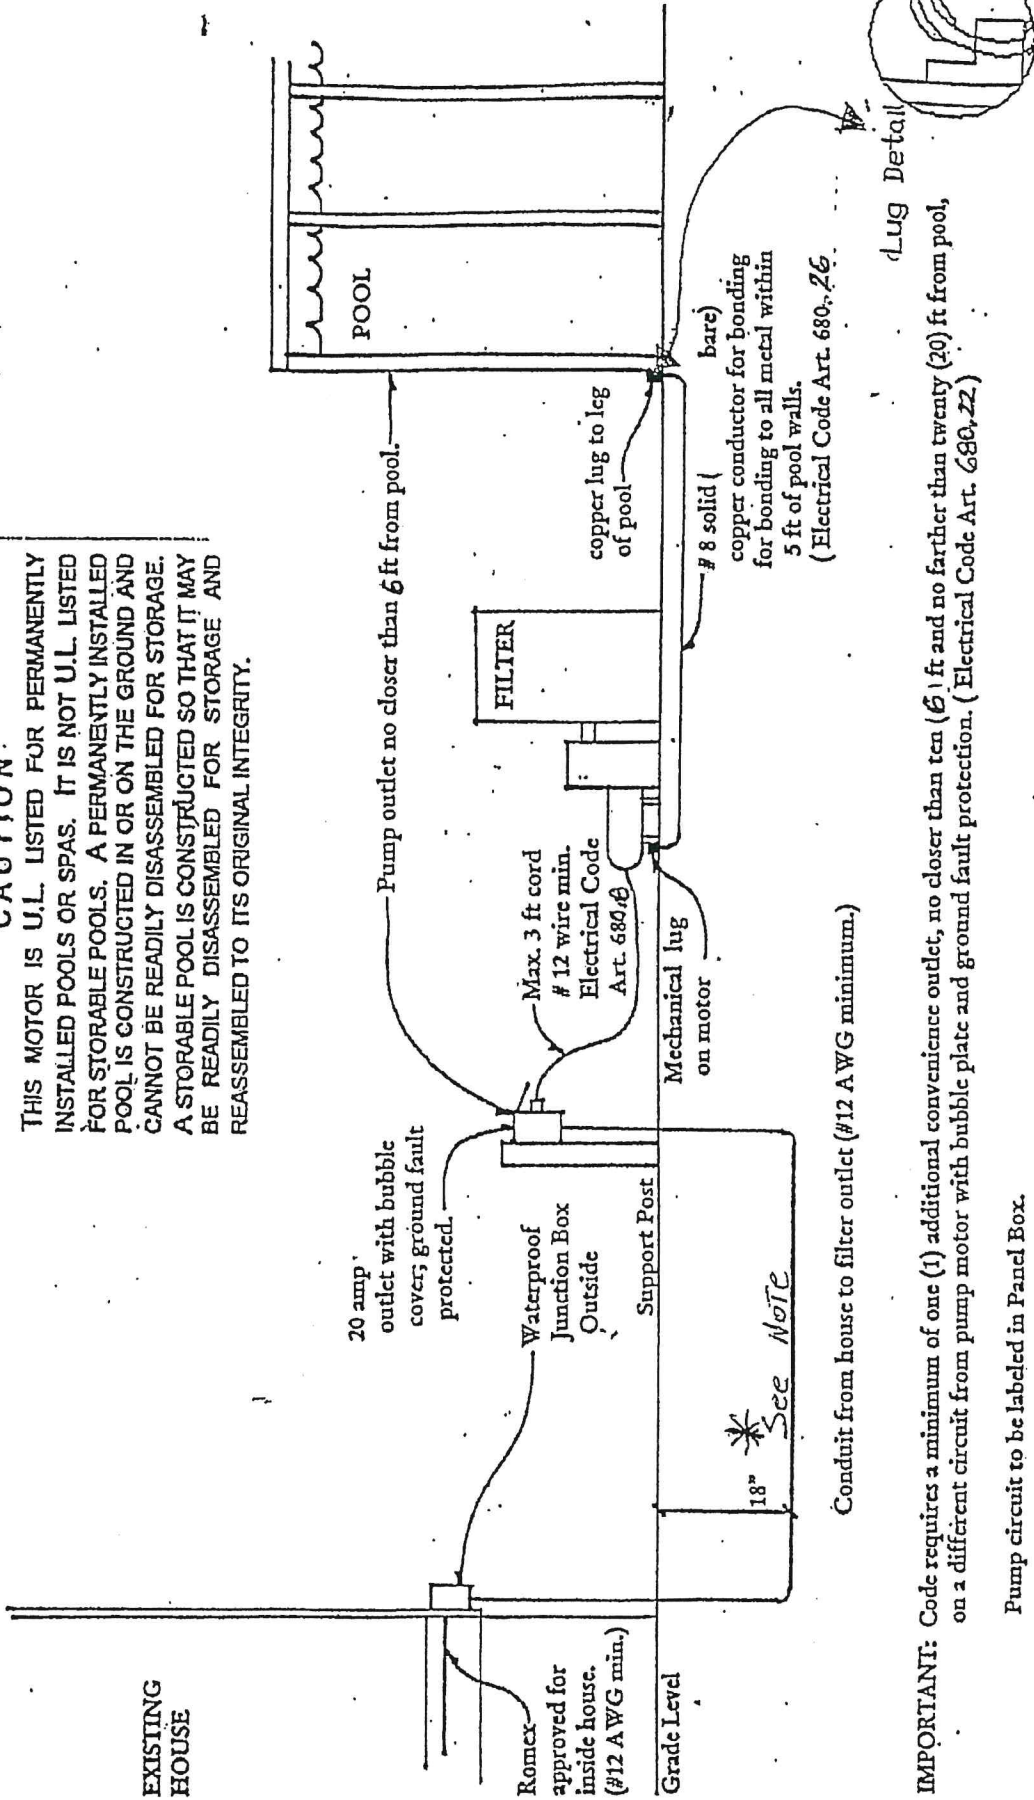 CAUTION
THIS MOTOR IS U.L. LISTED FOR PERMANENTLY
INSTALLED POOLS OR SPAS. IT IS NOT U.L. LISTED
FOR STORABLE POOLS. A PERMANENTLY INSTALLED
POOL IS CONSTRUCTED IN OR ON THE GROUND AND
CANNOT BE READILY DISASSEMBLED FOR STORAGE.
A STORABLE POOL IS CONSTRUCTED SO THAT IT MAY
BE READILY DISASSEMBLED FOR STORAGE AND
REASSEMBLED TO ITS ORIGINAL INTEGRITY.
EXISTING
HOUSE
Pump outlet no closer than 6 ft from pool.
POOL
20 amp
outlet with bubble
cover; ground fault
protected.
Waterproof
Junction Box
Outside
Support Post
Max. 3 ft cord
# 12 wire min.
Electrical Code
Art. 680.8
FILTER
copper lug to leg
of pool
Romex
approved for
inside house.
(#12 AWG min.)
Grade Level
18"
See NOTE
Mechanical lug
on motor
# 8 solid ( bare)
copper conductor for bonding
for bonding to all metal within
5 ft of pool walls.
( Electrical Code Art. 680.26
Lug Detail
Conduit from house to filter outlet (#12 AWG minimum.)
IMPORTANT: Code requires a minimum of one (1) additional convenience outlet, no closer than ten (6) ft and no farther than twenty (20) ft from pool,
on a different circuit from pump motor with bubble plate and ground fault protection. ( Electrical Code Art. 680.22)
Pump circuit to be labeled in Panel Box.